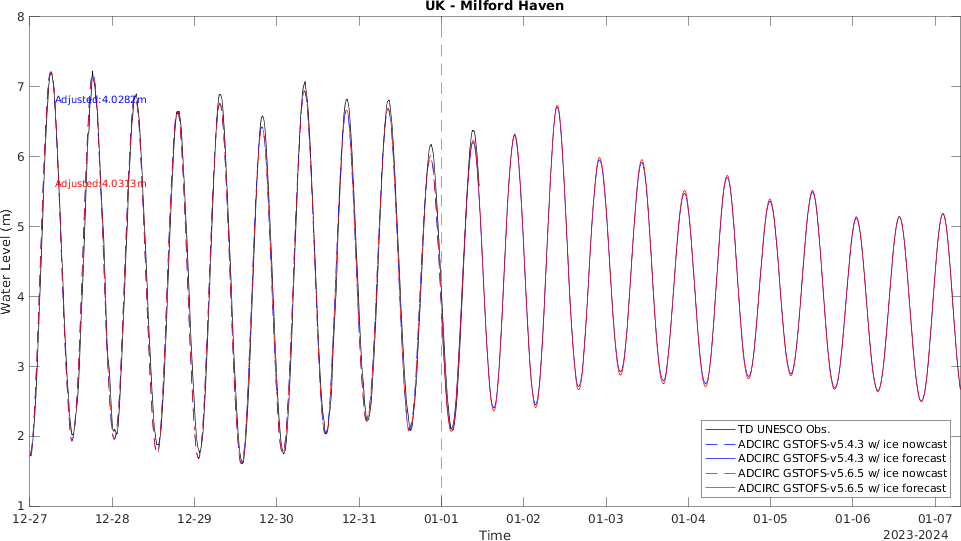 UK - Milford Haven
8
7
6
5
4
3
2
1
Water Level (m)
Adjusted:4.0282m
Adjusted:4.0313m
TD UNESCO Obs.
ADCIRC GSTOFS-v5.4.3 w/ ice nowcast
ADCIRC GSTOFS-v5.4.3 w/ ice forecast
ADCIRC GSTOFS-v5.6.5 w/ ice nowcast
ADCIRC GSTOFS-v5.6.5 w/ ice forecast
12-27 12-28 12-29 12-30 12-31 01-01 01-02 01-03 01-04 01-05 01-06 01-07
Time
2023-2024